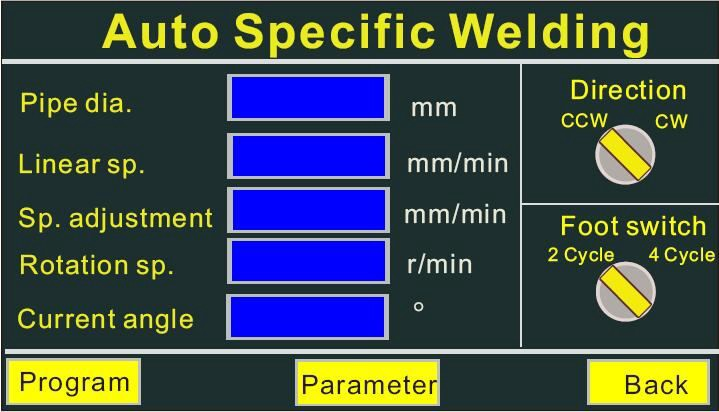 Auto Specific Welding
Pipe dia. mm
Linear sp. mm/min
Sp. adjustment mm/min
Rotation sp. r/min
Current angle °
Direction
CCW CW
Foot switch
2 Cycle 4 Cycle
Program Parameter Back